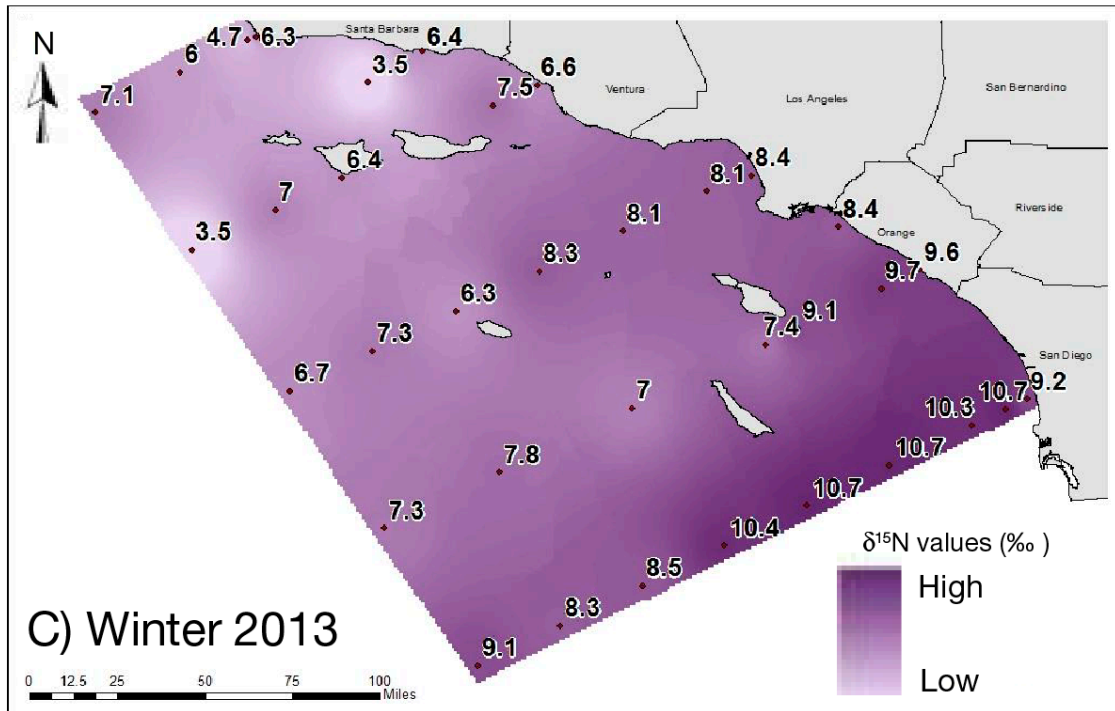 N
Santa Barbara
4.7 6.3
6.4
6
3.5
6.6
7.1
7.5
Ventura
Los Angeles
San Bernardino
6.4
8.4
8.1
7
Riverside
3.5
8.1
8.4
Orange
8.3
9.6
9.7
6.3
9.1
7.4
7.3
San Diego
6.7
9.2
10.7
7
10.3
10.7
7.8
10.7
7.3
10.4
δ¹⁵N values (‰ )
8.5
High
8.3
C) Winter 2013
9.1
Low
0 12.5 25 50 75 100
Miles